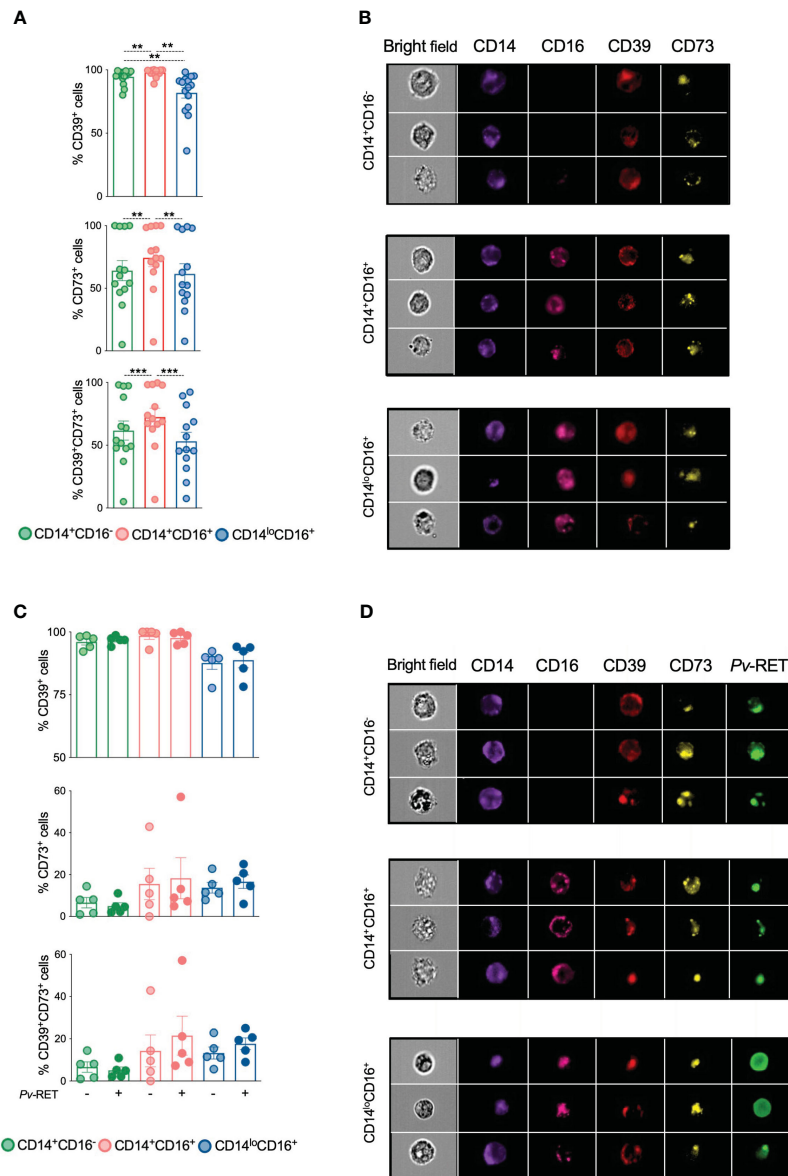 A
% CD39⁺ cells
100
50
0
**
**
**
% CD73⁺ cells
100
50
0
**
**
% CD39⁺CD73⁺ cells
100
50
0
***
***
CD14⁺CD16⁻ CD14⁺CD16⁺ CD14ˡᵒCD16⁺
B
Bright field CD14 CD16 CD39 CD73
CD14⁺CD16⁻
CD14⁺CD16⁺
CD14ˡᵒCD16⁺
C
% CD39⁺ cells
100
75
50
% CD73⁺ cells
60
40
20
0
% CD39⁺CD73⁺ cells
60
40
20
0
Pv-RET - + - + - +
CD14⁺CD16⁻ CD14⁺CD16⁺ CD14ˡᵒCD16⁺
D
Bright field CD14 CD16 CD39 CD73 Pv-RET
CD14⁺CD16⁻
CD14⁺CD16⁺
CD14ˡᵒCD16⁺